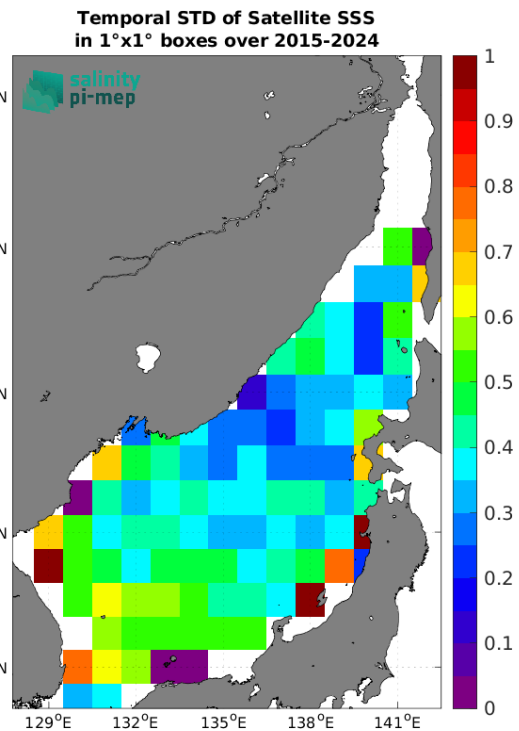 Temporal STD of Satellite SSS
in 1°x1° boxes over 2015-2024
salinity
pi-mep
N
N
N
N
N
1
0.9
0.8
0.7
0.6
0.5
0.4
0.3
0.2
0.1
0
129°E 132°E 135°E 138°E 141°E